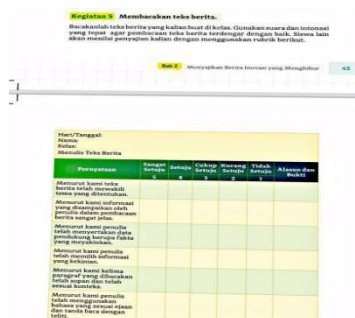 Kegiatan 5 Membacakan teks berita.
Bacakanlah teks berita yang kalian buat di kelas. Gunakan suara dan intonasi
yang tepat agar pembacaan teks berita terdengar dengan baik. Siswa lain
akan menilai penyajian kalian dengan menggunakan rubrik berikut.
Bab 2 Menyajikan Berita Inovasi yang Menghibur 43
Hari/Tanggal:
Nama:
Kelas:
Menulis Teks Berita
Pernyataan Sangat Setuju Setuju Cukup Setuju Kurang Setuju Tidak Setuju Alasan dan Bukti
5 4 3 2 1
Menurut kami teks
berita telah mewakili
tema yang ditentukan.
Menurut kami informasi
yang disampaikan oleh
penulis dalam pembacaan
berita sangat jelas.
Menurut kami penulis
telah menyertakan data
pendukung berupa fakta
yang meyakinkan.
Menurut kami penulis
telah memilih informasi
yang kekinian.
Menurut kami kelima
paragraf yang dibacakan
telah sopan dan telah
sesuai konteks.
Menurut kami penulis
telah menggunakan
bahasa yang sesuai ejaan
dan tanda baca dengan
teliti.